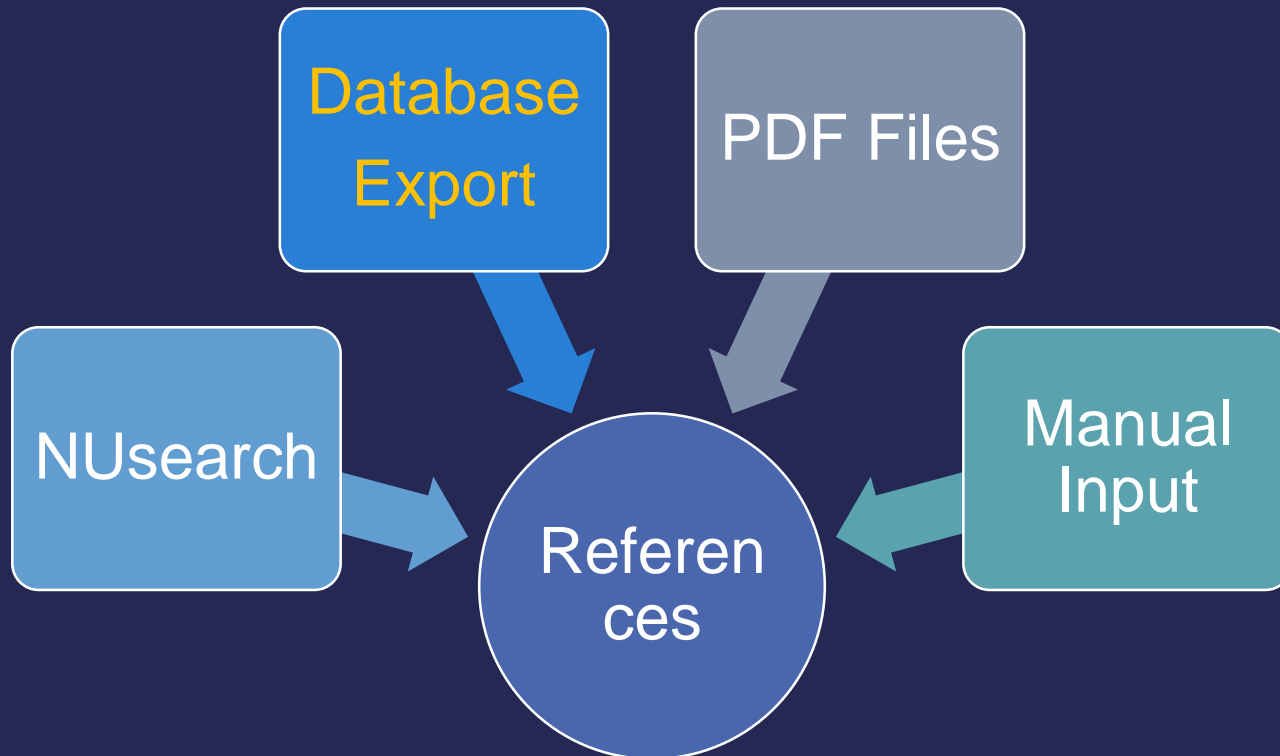 Database
Export
PDF Files
NUsearch
Manual
Input
Referen
ces